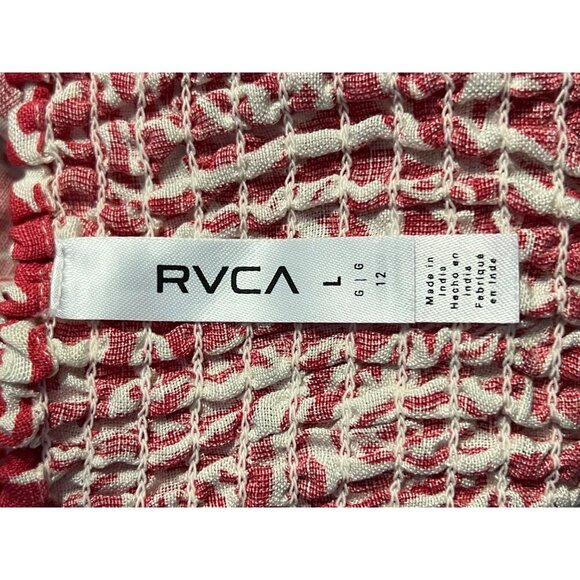 RVCA
L
G | G
12
Made in
India
Hecho en
india
Fabriqué
en Inde